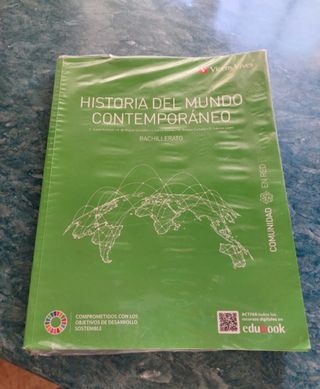 Vicens Vives
HISTORIA DEL MUNDO
CONTEMPORÁNEO
BACHILLERATO
COMUNIDAD EN RED
COMPROMETIDOS CON LOS
OBJETIVOS DE DESARROLLO
SOSTENIBLE
ACTIVA todos los
recursos digitales en
edubook